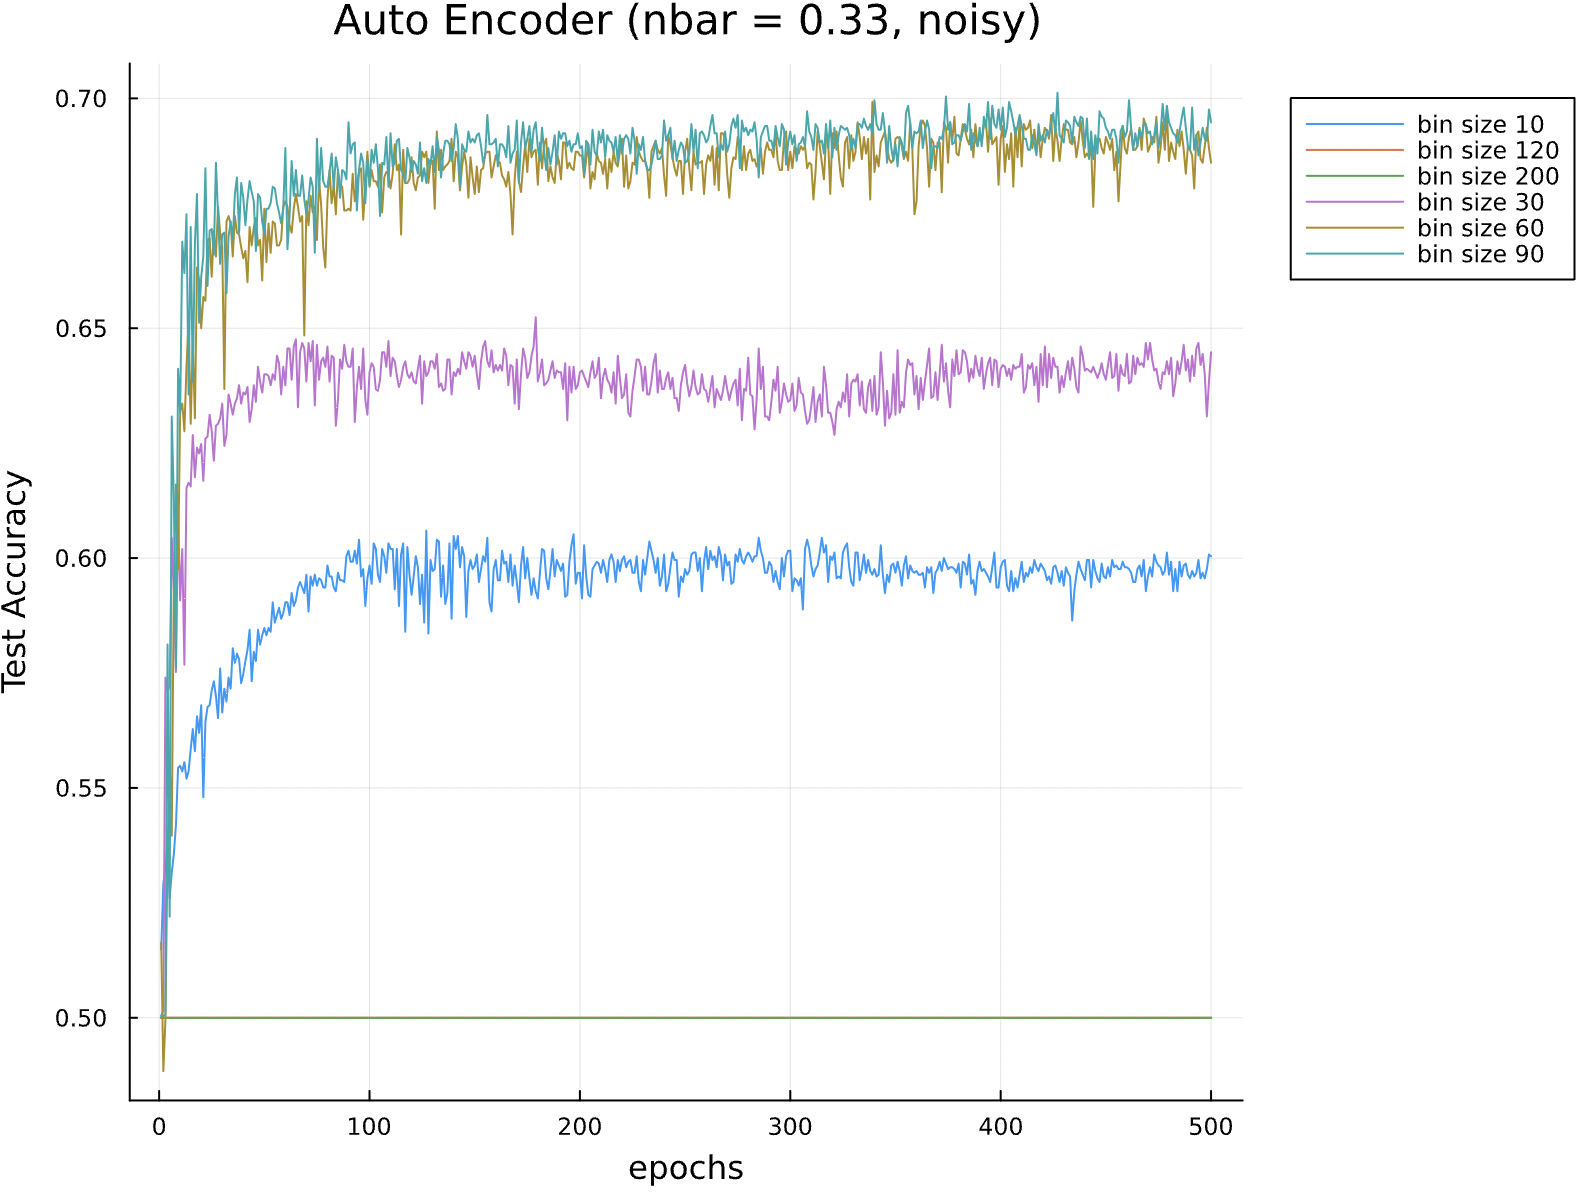 Auto Encoder (nbar = 0.33, noisy)
0.70
0.65
0.60
0.55
0.50
Test Accuracy
0
100
200
300
400
500
epochs
bin size 10
bin size 120
bin size 200
bin size 30
bin size 60
bin size 90